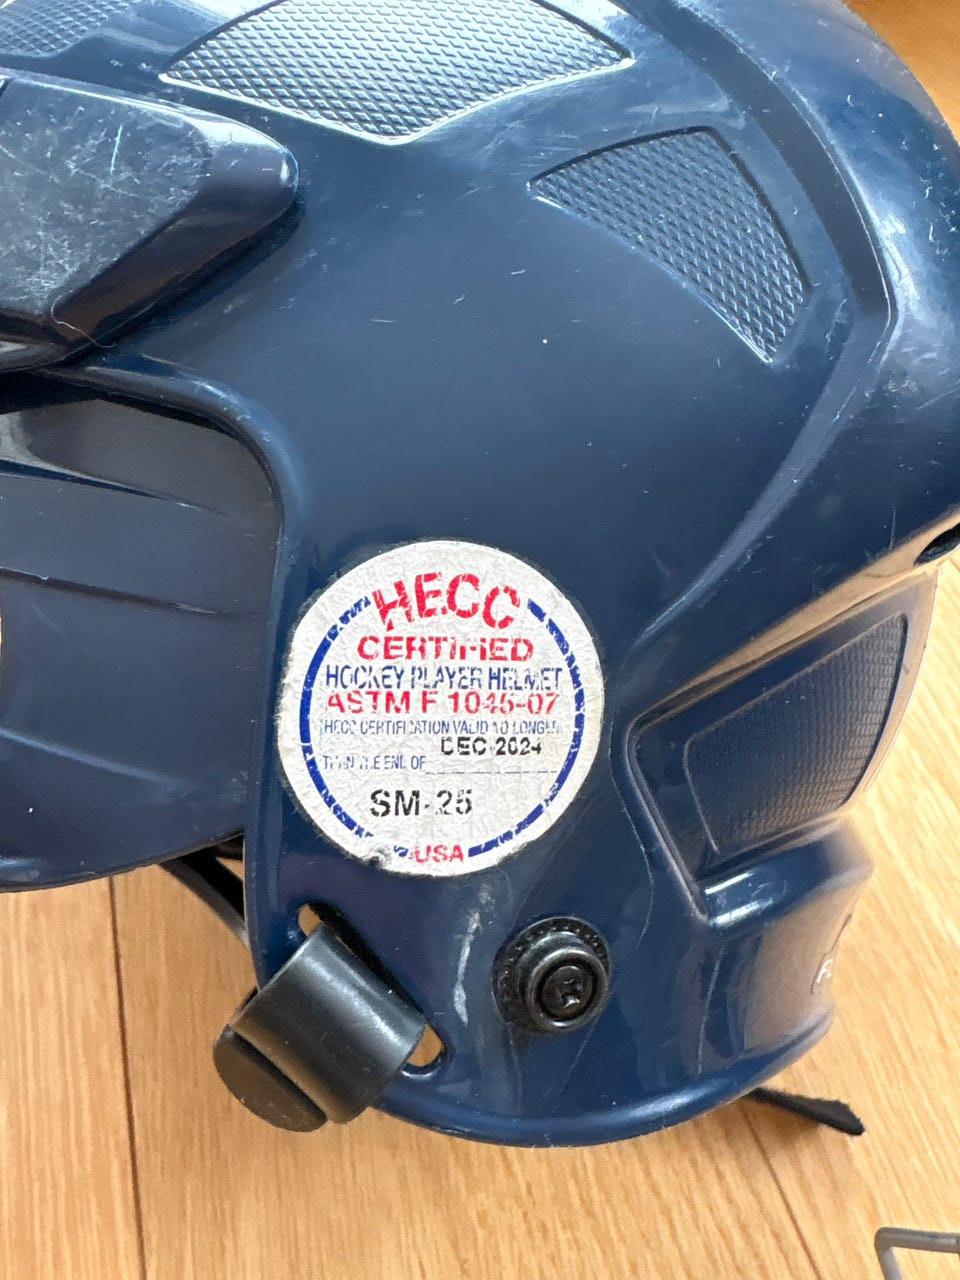 HECC
CERTIFIED
HOCKEY PLAYER HELMET
ASTM F 1045-07
HECC CERTIFICATION VALID NO LONGER
DEC 2024
THAN THE END OF
SM-25
USA